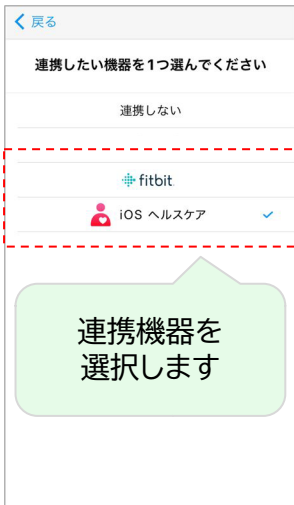 戻る
連携したい機器を1つ選んでください
連携しない
fitbit
iOS ヘルスケア
連携機器を
選択します